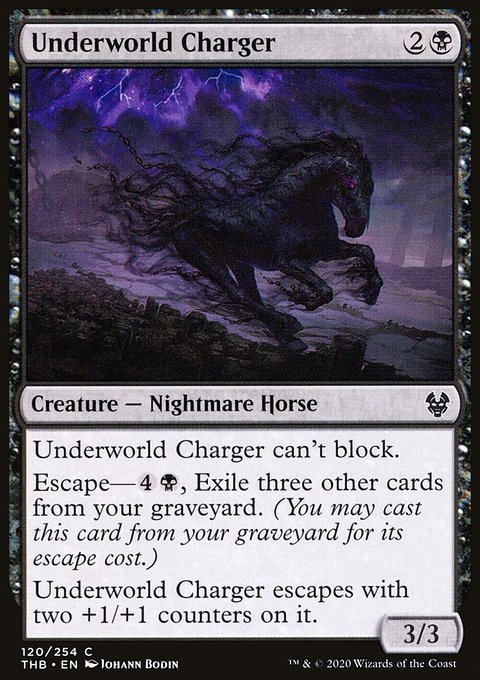 Underworld Charger 2
Creature — Nightmare Horse
Underworld Charger can't block.
Escape—4, Exile three other cards
from your graveyard. (You may cast
this card from your graveyard for its
escape cost.)
Underworld Charger escapes with
two +1/+1 counters on it.
3/3
120/254 C
THB • EN Johann Bodin
™ & © 2020 Wizards of the Coast